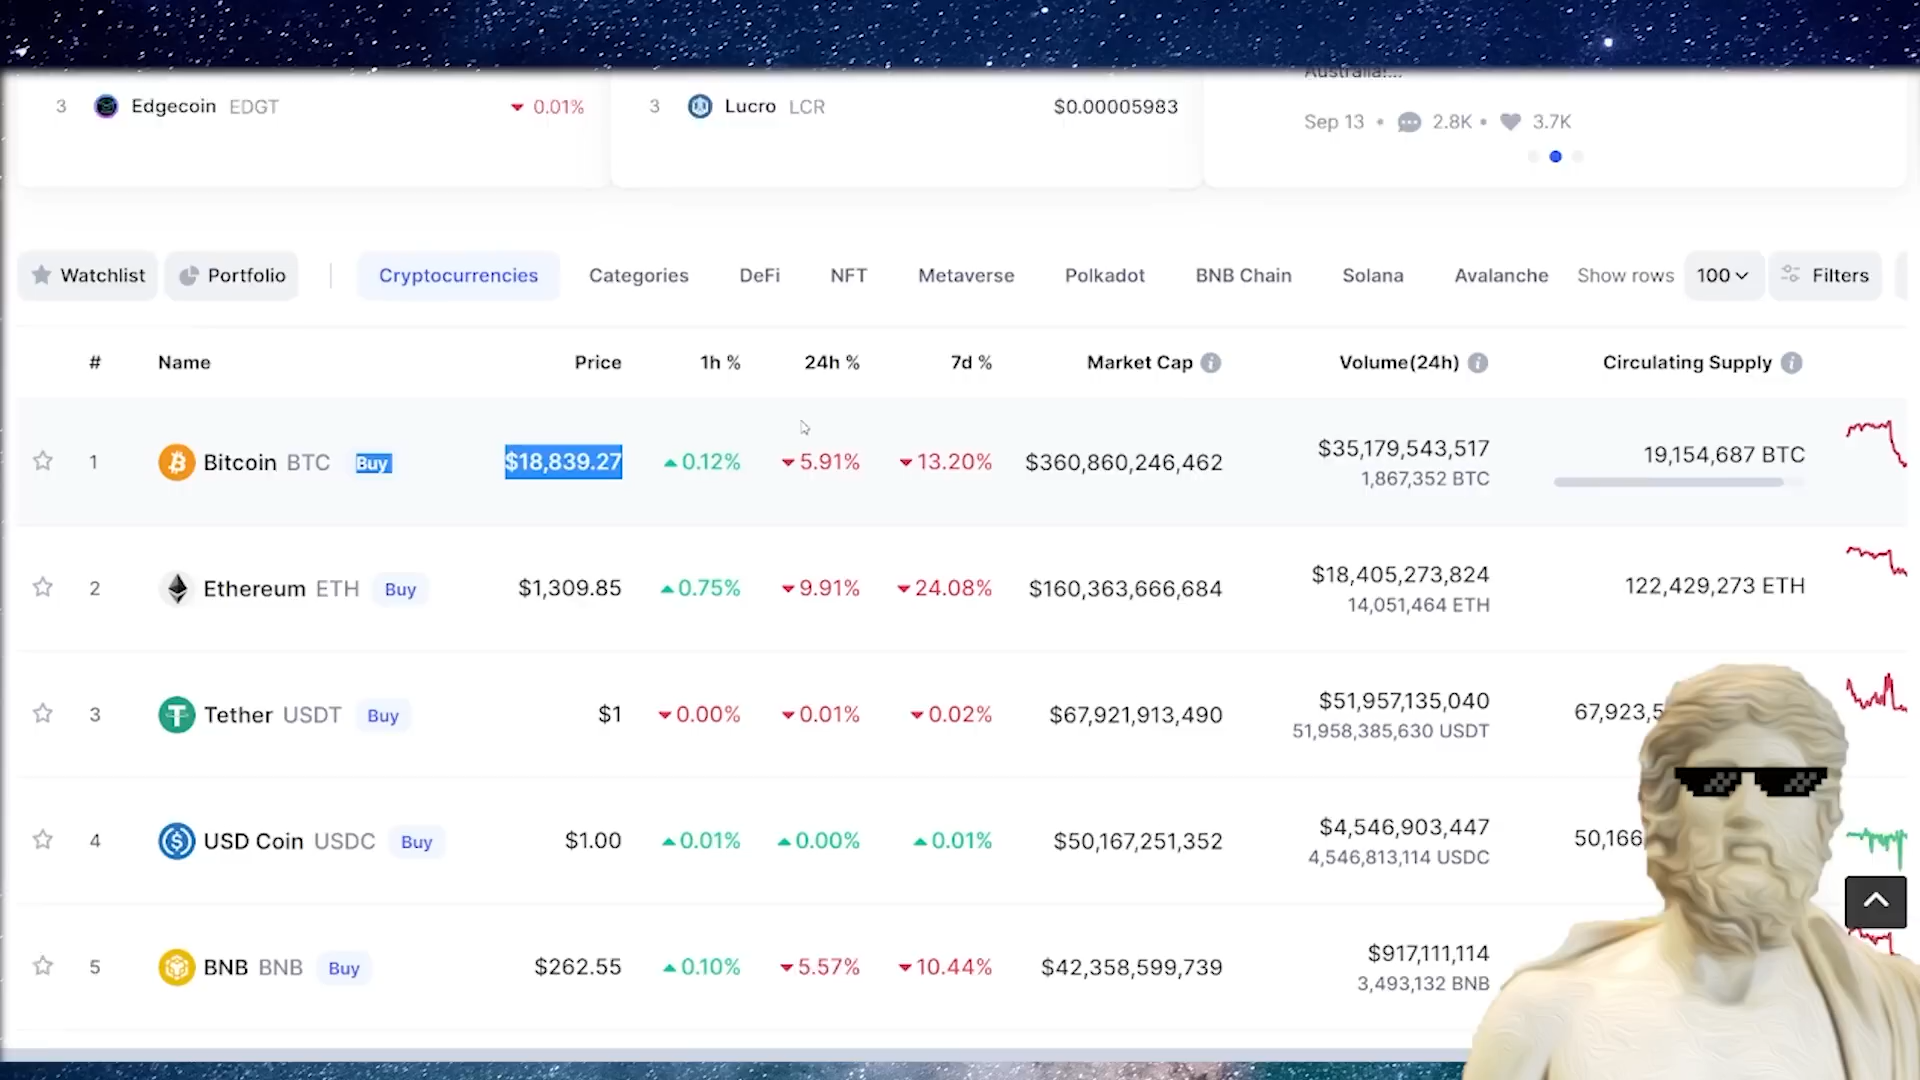 Australia!...
3 Edgecoin EDGT 0.01% 3 Lucro LCR $0.00005983
Sep 13 • 2.8K • 3.7K
Watchlist Portfolio Cryptocurrencies Categories DeFi NFT Metaverse Polkadot BNB Chain Solana Avalanche Show rows 100 Filters
# Name Price 1h % 24h % 7d % Market Cap Volume(24h) Circulating Supply
1 Bitcoin BTC Buy $18,839.27 0.12% 5.91% 13.20% $360,860,246,462 $35,179,543,517 19,154,687 BTC
1,867,352 BTC
2 Ethereum ETH Buy $1,309.85 0.75% 9.91% 24.08% $160,363,666,684 $18,405,273,824 122,429,273 ETH
14,051,464 ETH
3 Tether USDT Buy $1 0.00% 0.01% 0.02% $67,921,913,490 $51,957,135,040 67,923,5
51,958,385,630 USDT
4 USD Coin USDC Buy $1.00 0.01% 0.00% 0.01% $50,167,251,352 $4,546,903,447 50,166
4,546,813,114 USDC
5 BNB BNB Buy $262.55 0.10% 5.57% 10.44% $42,358,599,739 $917,111,114
3,493,132 BNB